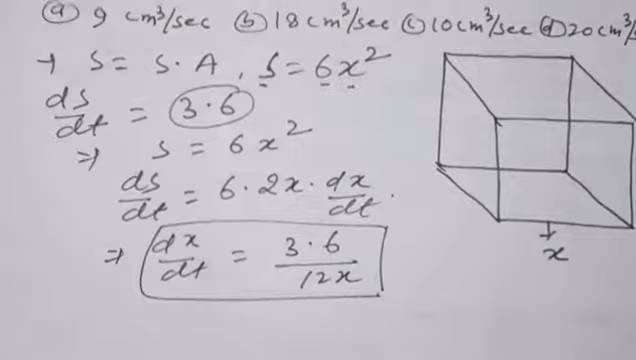 (a) 9 cm³/sec (b) 18 cm³/sec (c) 10 cm³/sec (d) 20 cm³/
→ S = S.A, S = 6x²
dS/dt = 3.6
⇒ S = 6x²
dS/dt = 6·2x·dx/dt.
⇒ dx/dt = 3.6/12x
x